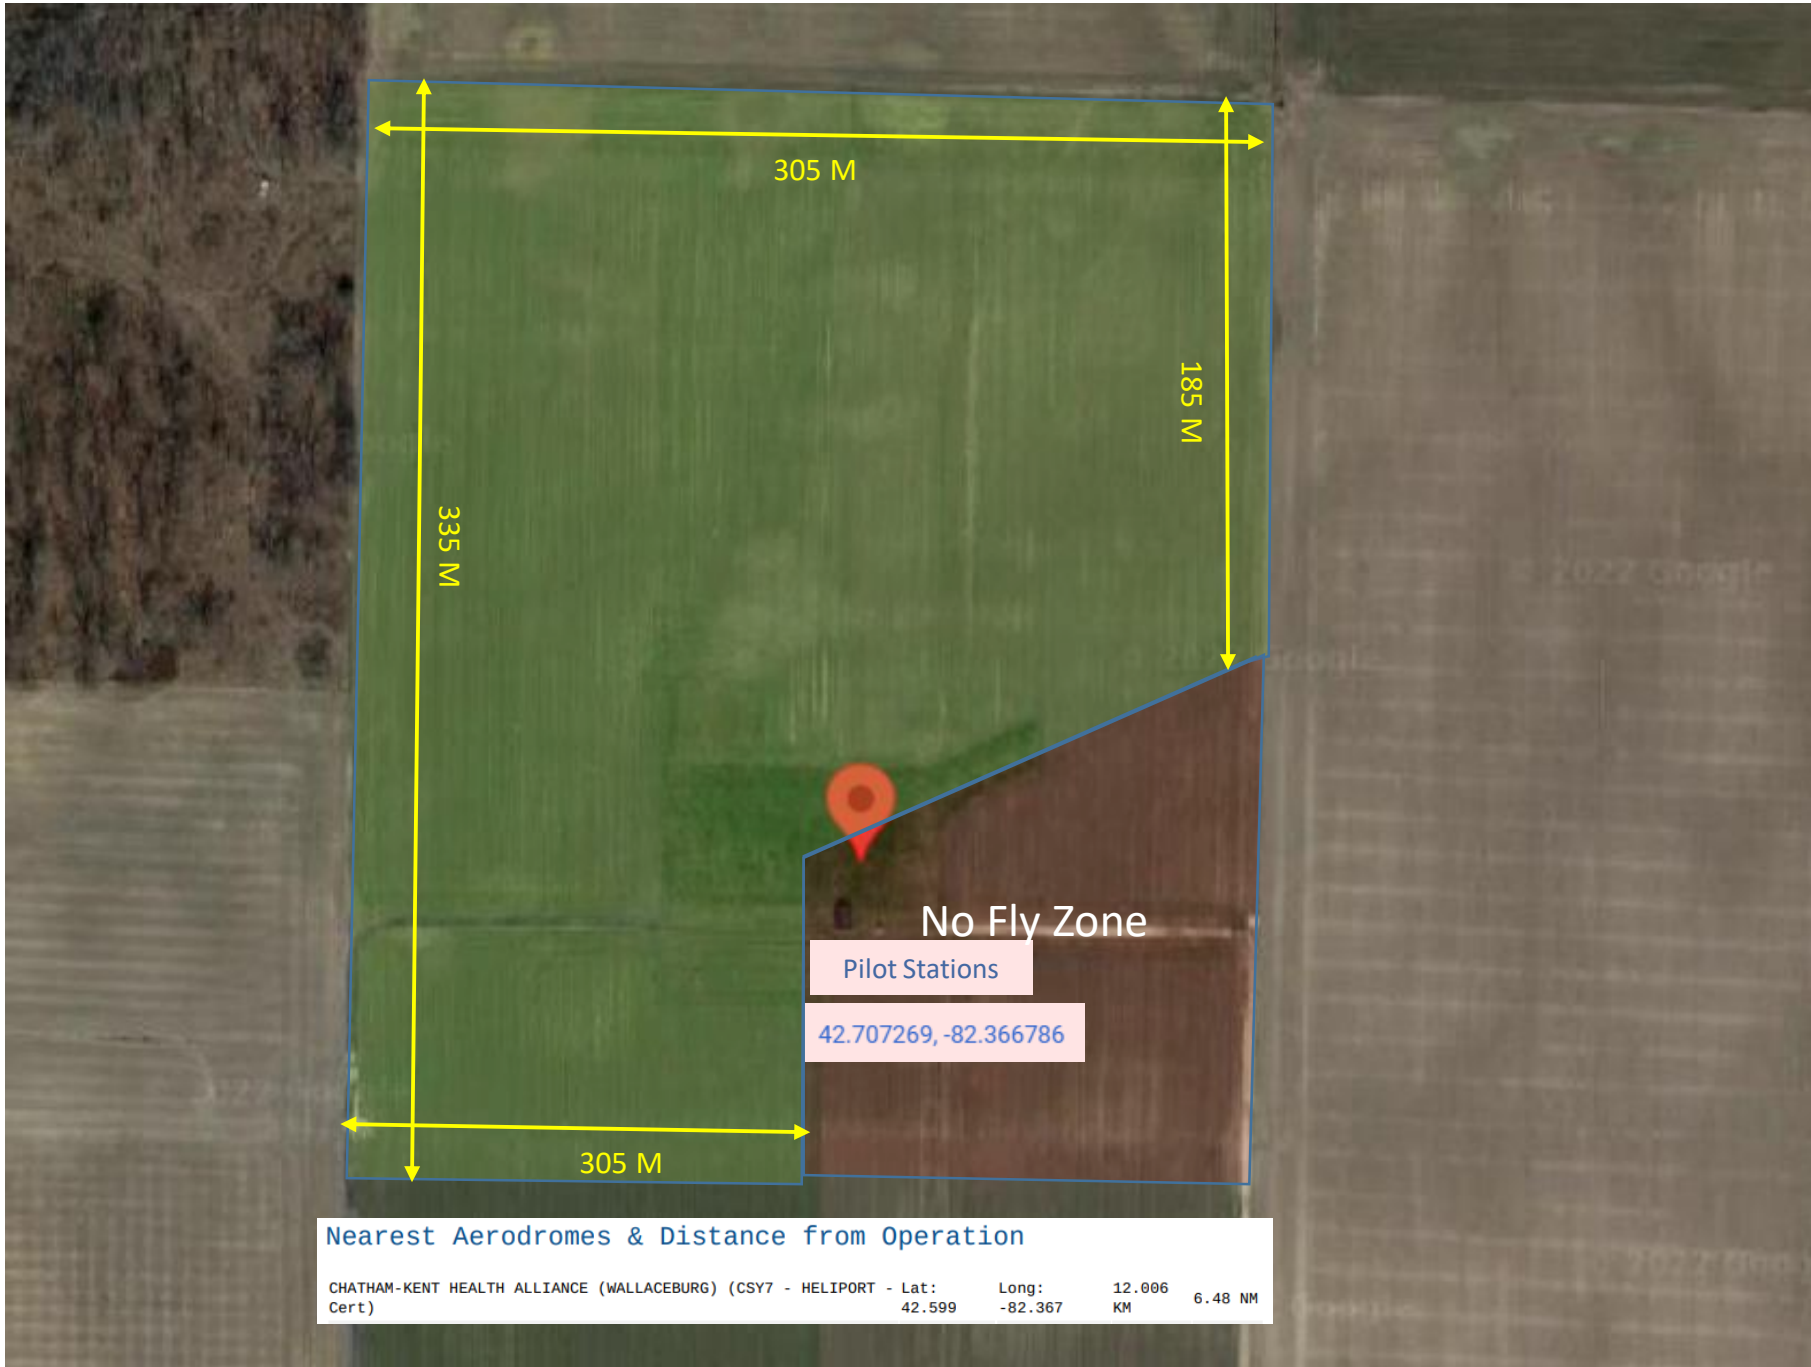 305 M
185 M
335 M
© 2022 Google
No Fly Zone
Pilot Stations
42.707269, -82.366786
305 M
Nearest Aerodromes & Distance from Operation
CHATHAM-KENT HEALTH ALLIANCE (WALLACEBURG) (CSY7 - HELIPORT - Cert) Lat: 42.599 Long: -82.367 12.006 KM 6.48 NM